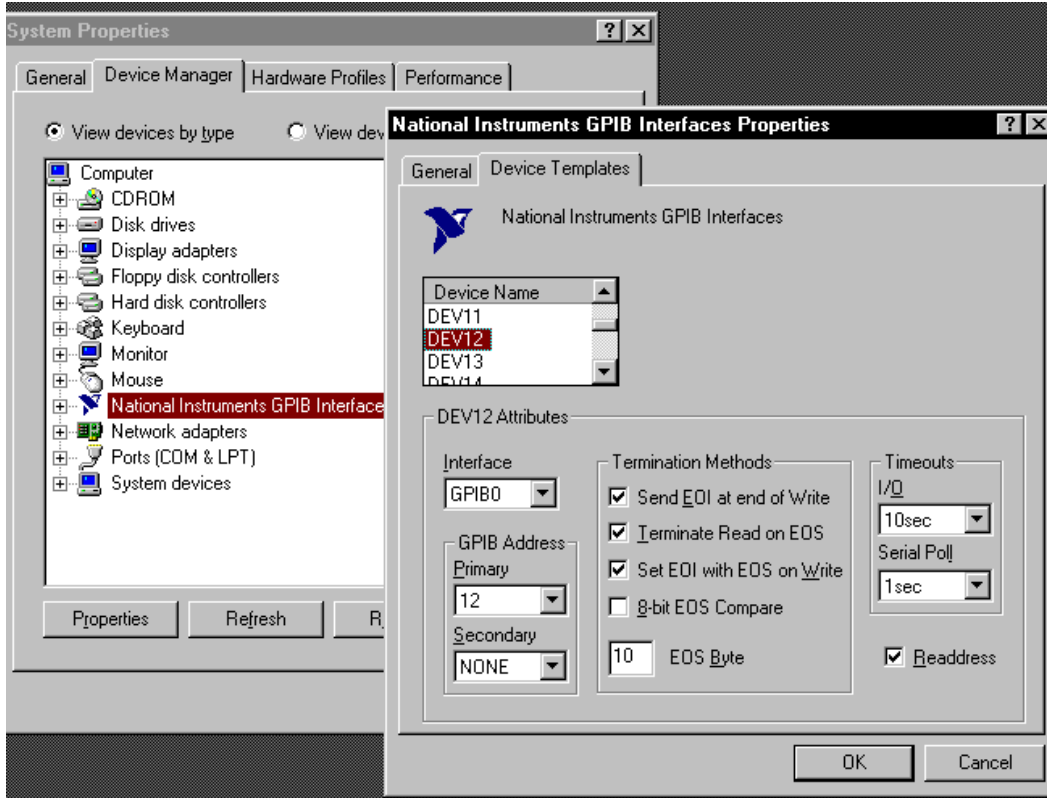 System Properties
General Device Manager Hardware Profiles Performance
View devices by type View dev
Computer
CDROM
Disk drives
Display adapters
Floppy disk controllers
Hard disk controllers
Keyboard
Monitor
Mouse
National Instruments GPIB Interface
Network adapters
Ports (COM & LPT)
System devices
Properties Refresh R
National Instruments GPIB Interfaces Properties
General Device Templates
National Instruments GPIB Interfaces
Device Name
DEV11
DEV12
DEV13
DEV14
DEV12 Attributes
Interface
GPIB0
GPIB Address
Primary
12
Secondary
NONE
Termination Methods
Send EOI at end of Write
Terminate Read on EOS
Set EOI with EOS on Write
8-bit EOS Compare
10 EOS Byte
Timeouts
I/O
10sec
Serial Poll
1sec
Readdress
OK Cancel